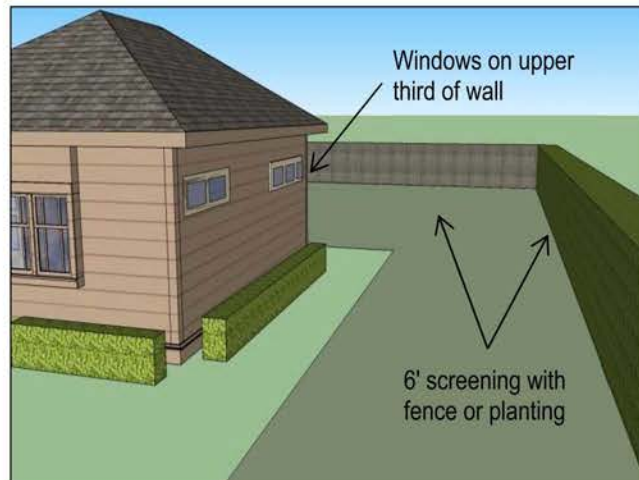 Windows on upper
third of wall
6' screening with
fence or planting